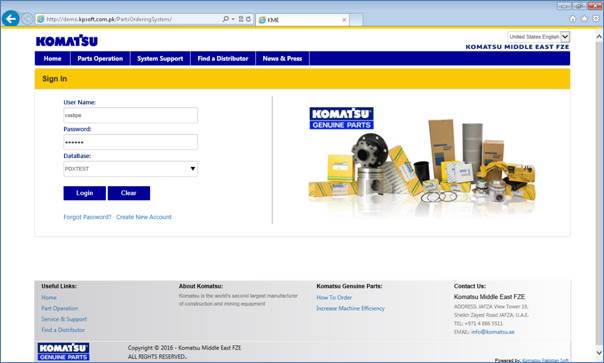 http://demo.kpsoft.com.pk/PartsOrderingSystem/
KME
United States English
KOMATSU
KOMATSU MIDDLE EAST FZE
Home Parts Operation System Support Find a Distributor News & Press
Sign In
User Name:
Password:
••••••
DataBase:
PDXTEST
Login Clear
Forgot Password? Create New Account
KOMATSU
GENUINE PARTS
Useful Links:
Home
Part Operation
Service & Support
Find a Distributor
About Komatsu:
Komatsu is the world's second largest manufacturer
of construction and mining equipment
Komatsu Genuine Parts:
How To Order
Increase Machine Efficiency
Contact Us:
Komatsu Middle East FZE
ADDRESS: JAFZA View Tower 19,
Sheikh Zayed Road JAFZA, U.A.E.
TEL: +971 4 886 5511
EMAIL: info@komatsu.ae
KOMATSU
GENUINE PARTS
Copyright © 2016 - Komatsu Middle East FZE
ALL RIGHTS RESERVED.
Powered by: Komatsu Pakistan Soft